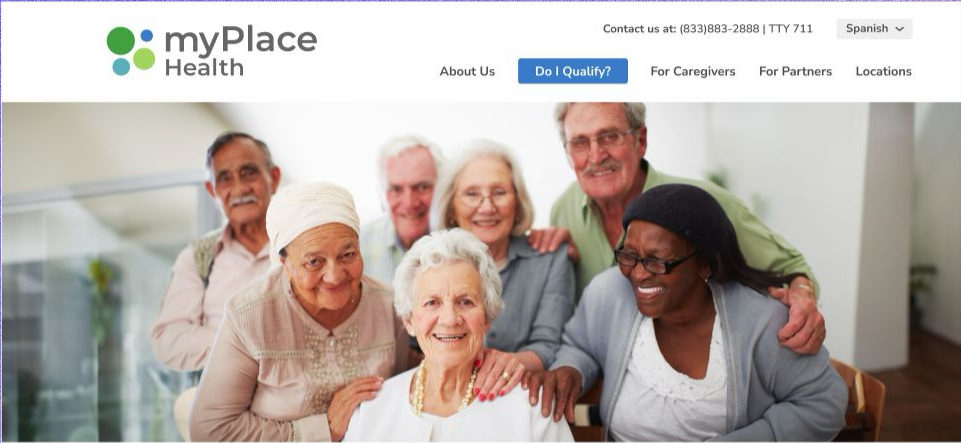 myPlace
Health
Contact us at: (833)883-2888 | TTY 711
Spanish
About Us
Do I Qualify?
For Caregivers
For Partners
Locations